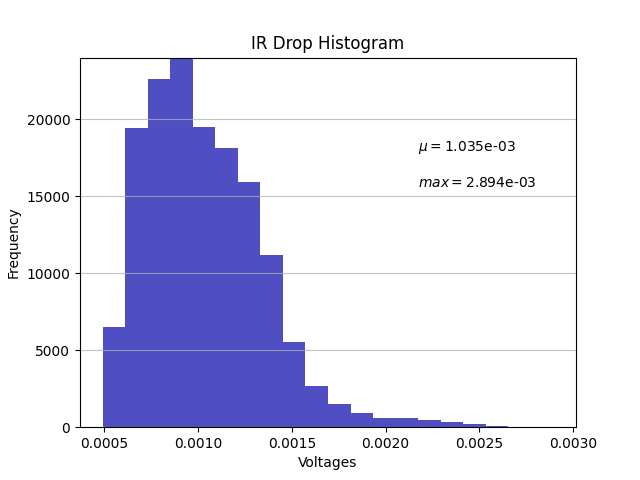 IR Drop Histogram
20000
15000
10000
5000
0
Frequency
μ = 1.035e-03
max = 2.894e-03
0.0005 0.0010 0.0015 0.0020 0.0025 0.0030
Voltages